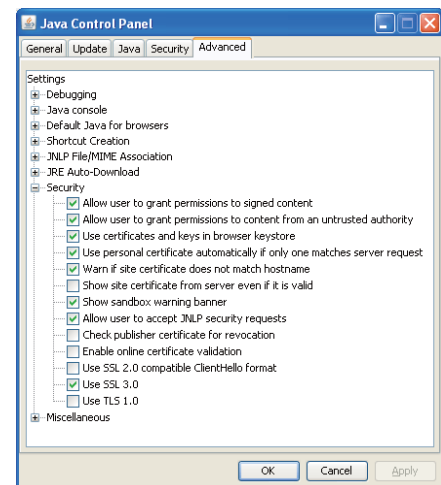 Java Control Panel
General Update Java Security Advanced
Settings
Debugging
Java console
Default Java for browsers
Shortcut Creation
JNLP File/MIME Association
JRE Auto-Download
Security
Allow user to grant permissions to signed content
Allow user to grant permissions to content from an untrusted authority
Use certificates and keys in browser keystore
Use personal certificate automatically if only one matches server request
Warn if site certificate does not match hostname
Show site certificate from server even if it is valid
Show sandbox warning banner
Allow user to accept JNLP security requests
Check publisher certificate for revocation
Enable online certificate validation
Use SSL 2.0 compatible ClientHello format
Use SSL 3.0
Use TLS 1.0
Miscellaneous
OK Cancel Apply